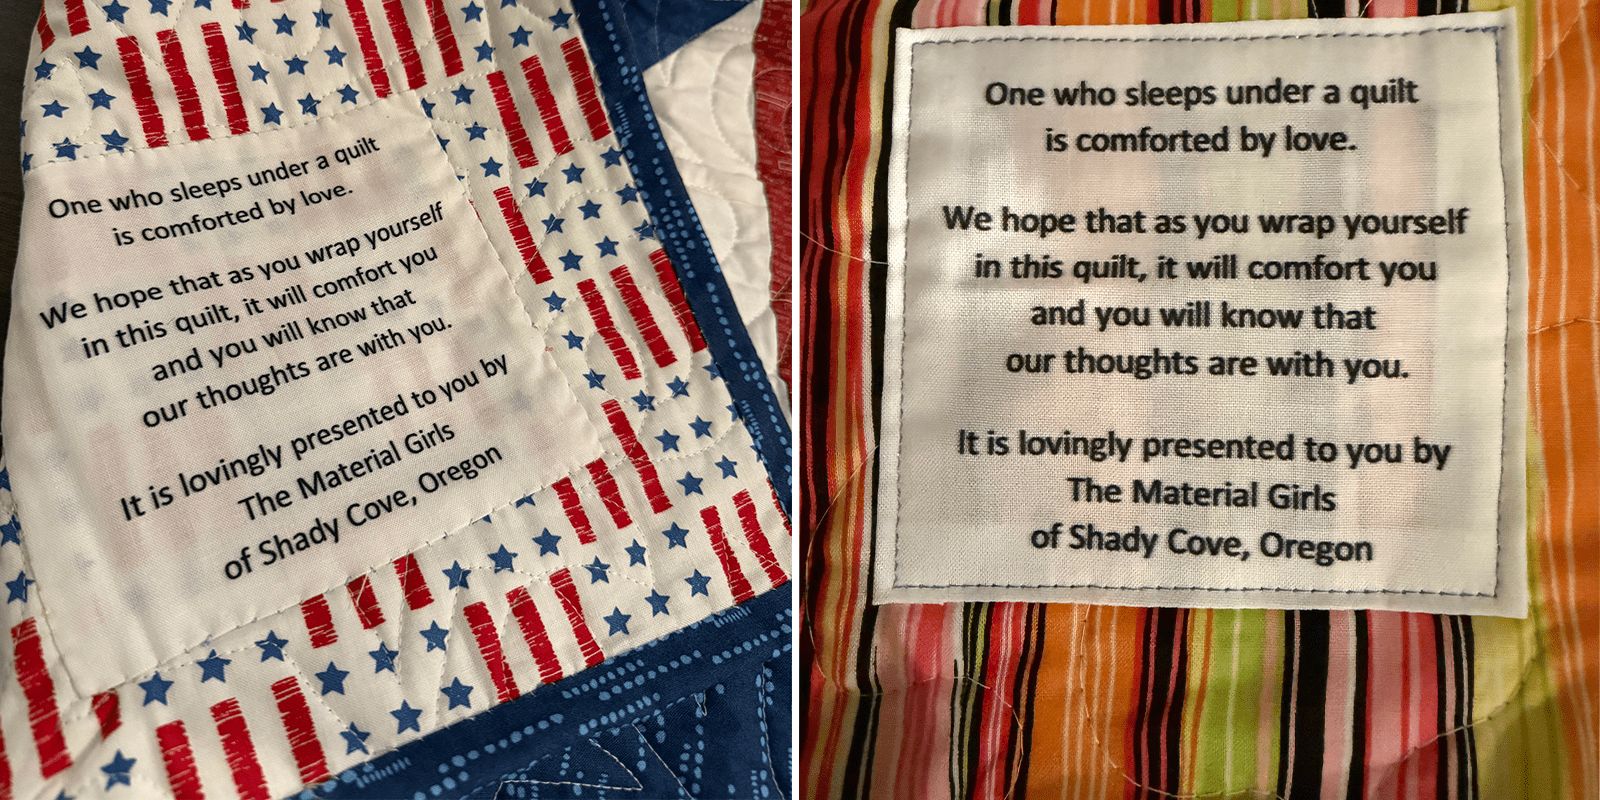 One who sleeps under a quilt
is comforted by love.
We hope that as you wrap yourself
in this quilt, it will comfort you
and you will know that
our thoughts are with you.
It is lovingly presented to you by
The Material Girls
of Shady Cove, Oregon
One who sleeps under a quilt
is comforted by love.
We hope that as you wrap yourself
in this quilt, it will comfort you
and you will know that
our thoughts are with you.
It is lovingly presented to you by
The Material Girls
of Shady Cove, Oregon